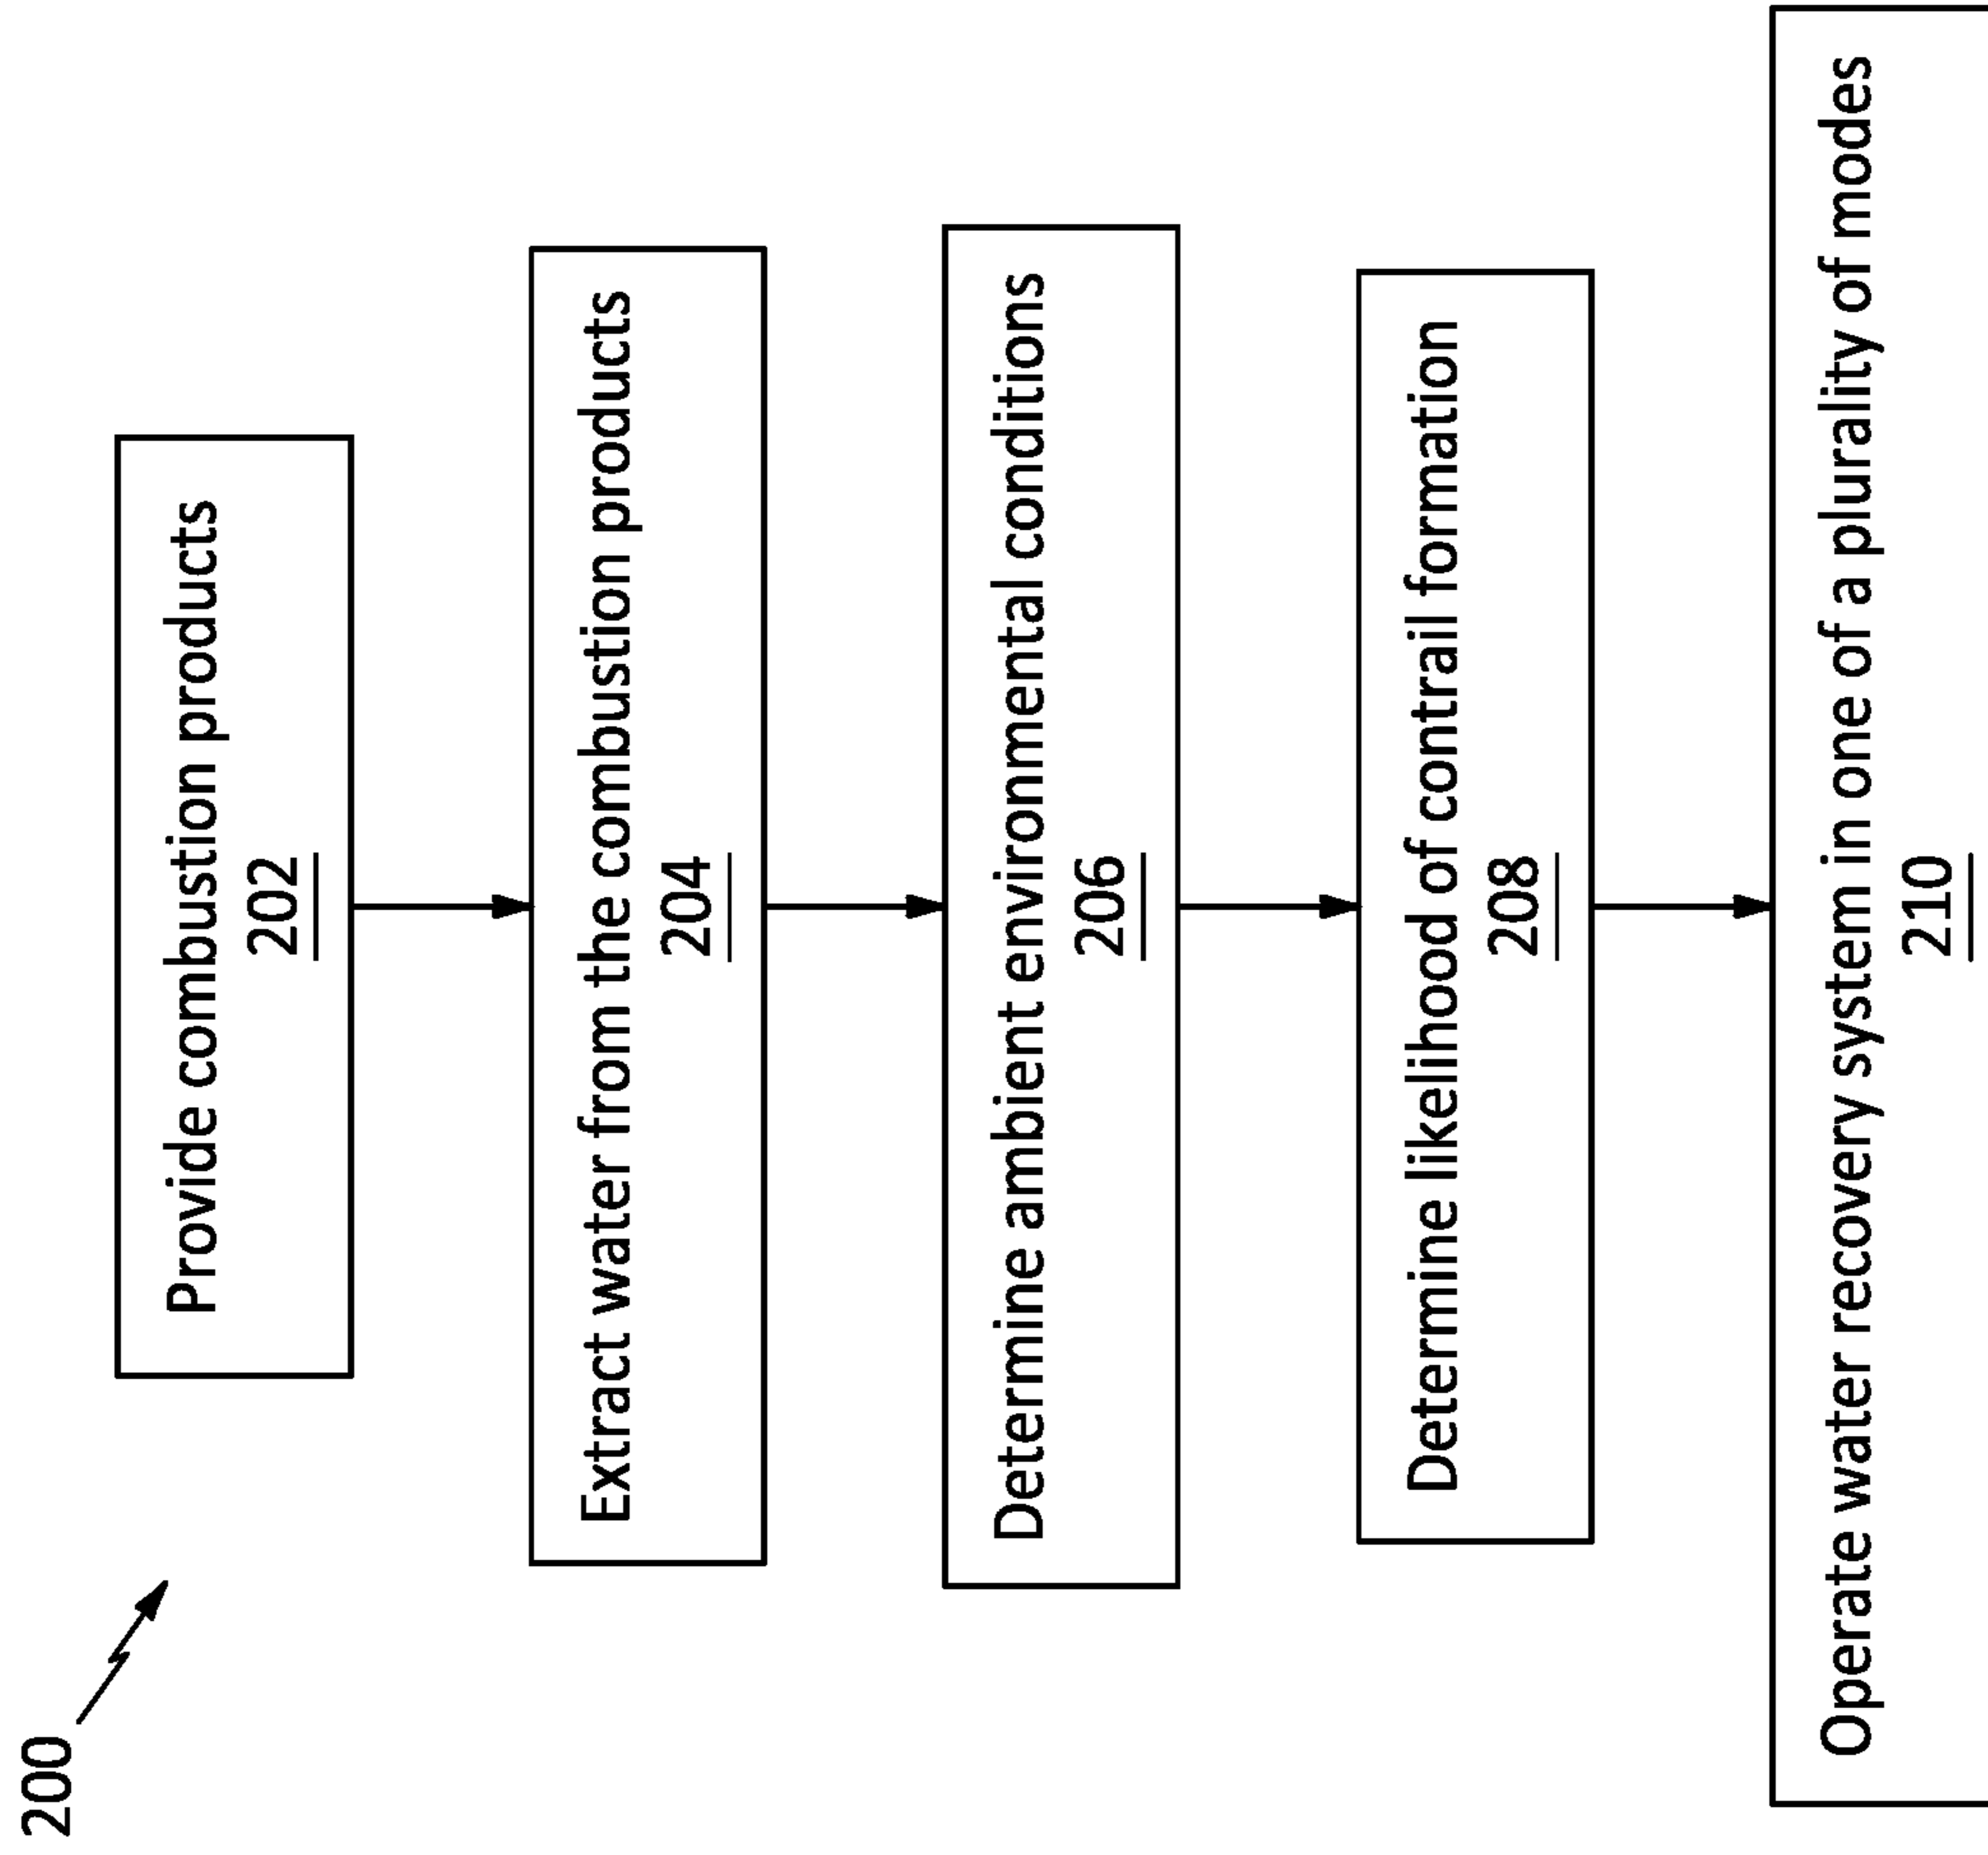 200
Provide combustion products
202
Extract water from the combustion products
204
Determine ambient environmental conditions
206
Determine likelihood of contrail formation
208
Operate water recovery system in one of a plurality of modes
210